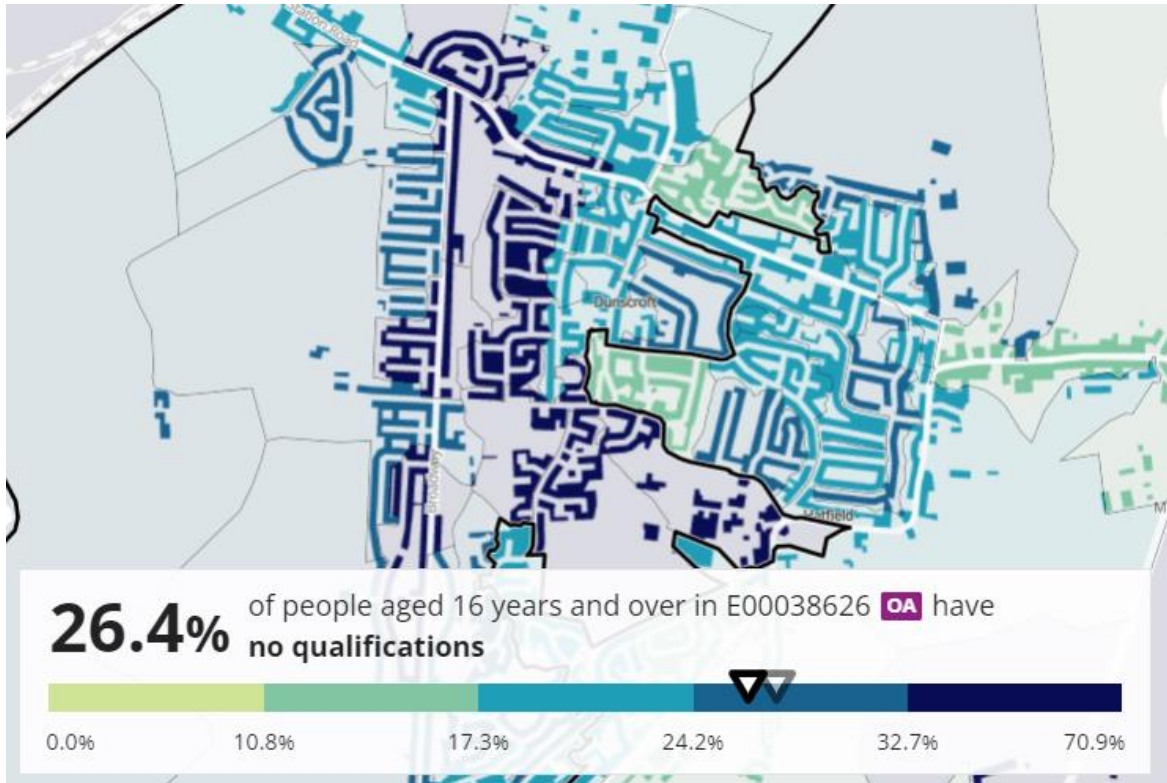 Station Road
Dunscroft
Broadway
Hatfield
M
26.4%
of people aged 16 years and over in E00038626 OA have
no qualifications
0.0% 10.8% 17.3% 24.2% 32.7% 70.9%